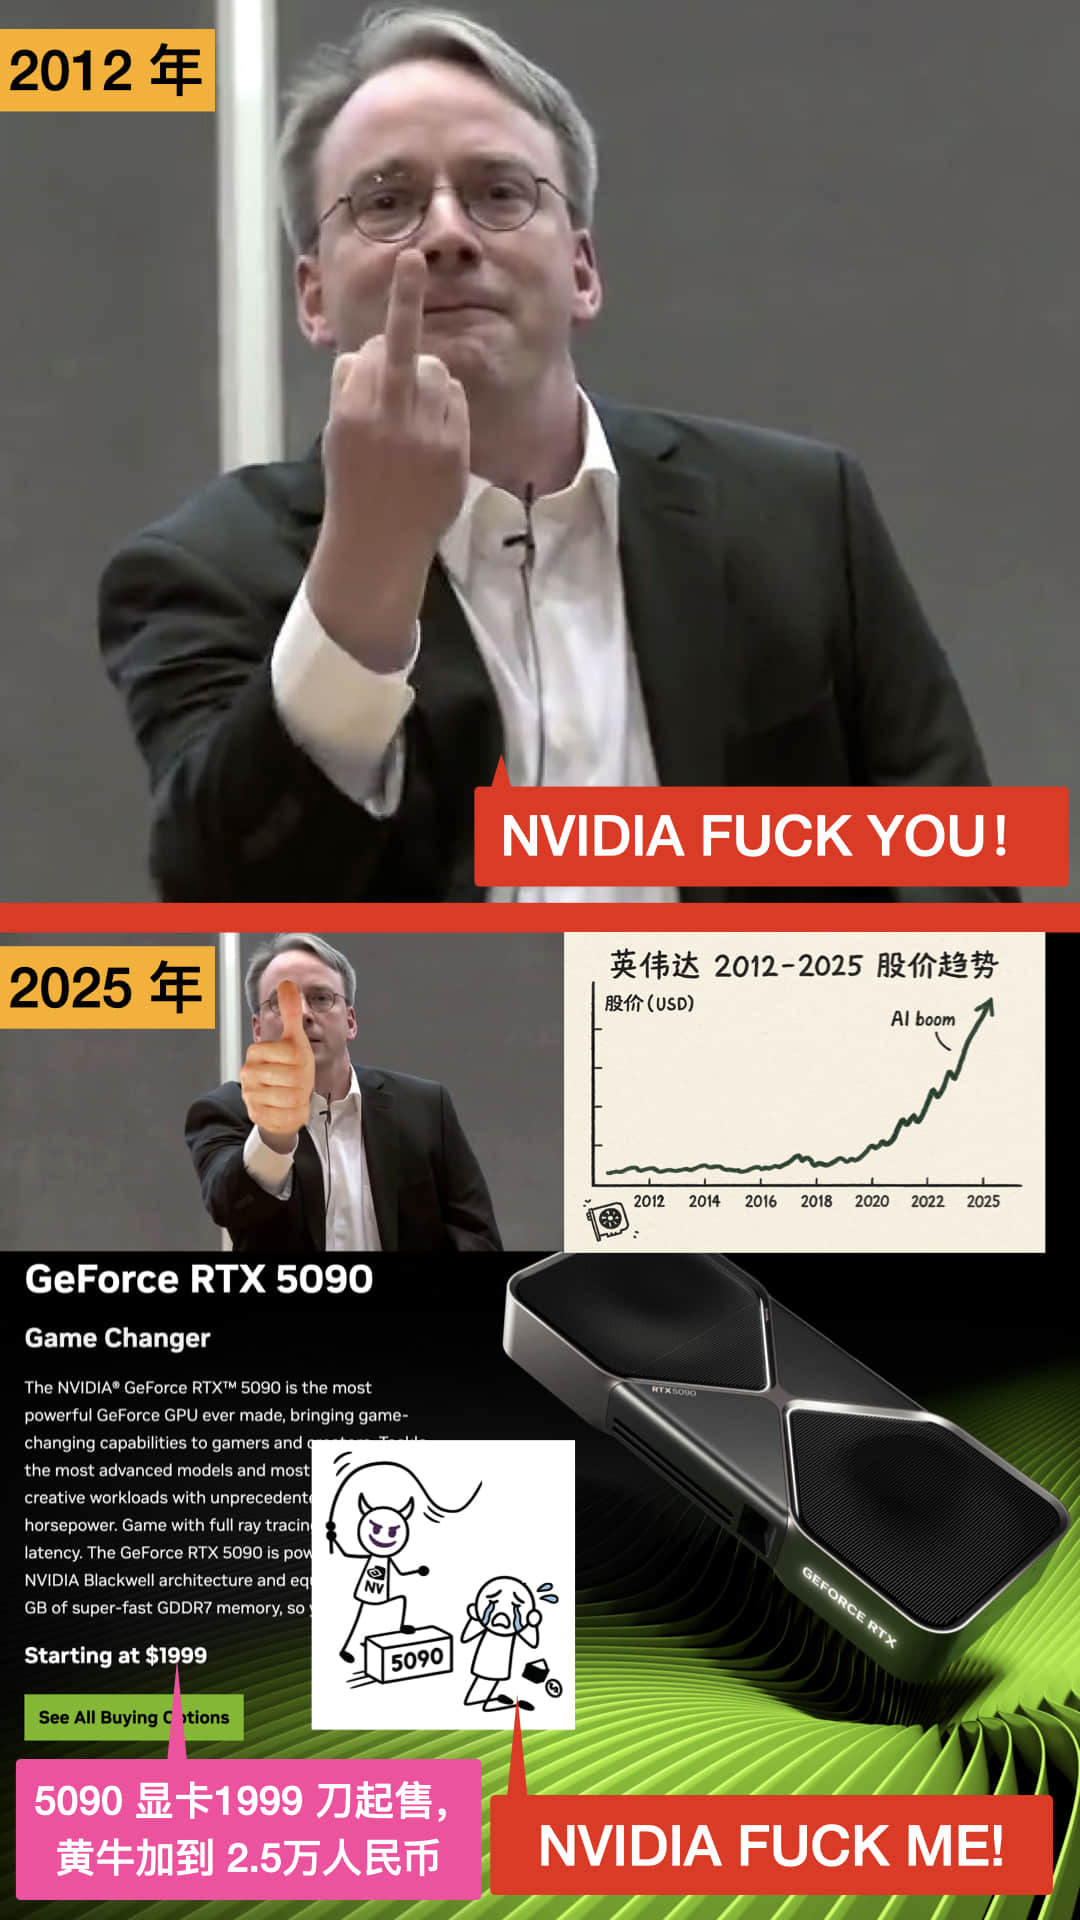 2012 年
NVIDIA FUCK YOU!
2025 年
英伟达 2012-2025 股价趋势
股价(USD)
AI boom
2012 2014 2016 2018 2020 2022 2025
GeForce RTX 5090
Game Changer
The NVIDIA® GeForce RTX™ 5090 is the most
powerful GeForce GPU ever made, bringing game-
changing capabilities to gamers and
the most advanced models and most
creative workloads with
horsepower. Game with full ray
latency. The GeForce RTX 5090 is
NVIDIA Blackwell architecture and
GB of super-fast GDDR7 memory, so
Starting at $1999
See All Buying Options
RTX 5090
GEFORCE RTX
NV
5090
5090 显卡1999 刀起售,
黄牛加到 2.5万人民币
NVIDIA FUCK ME!